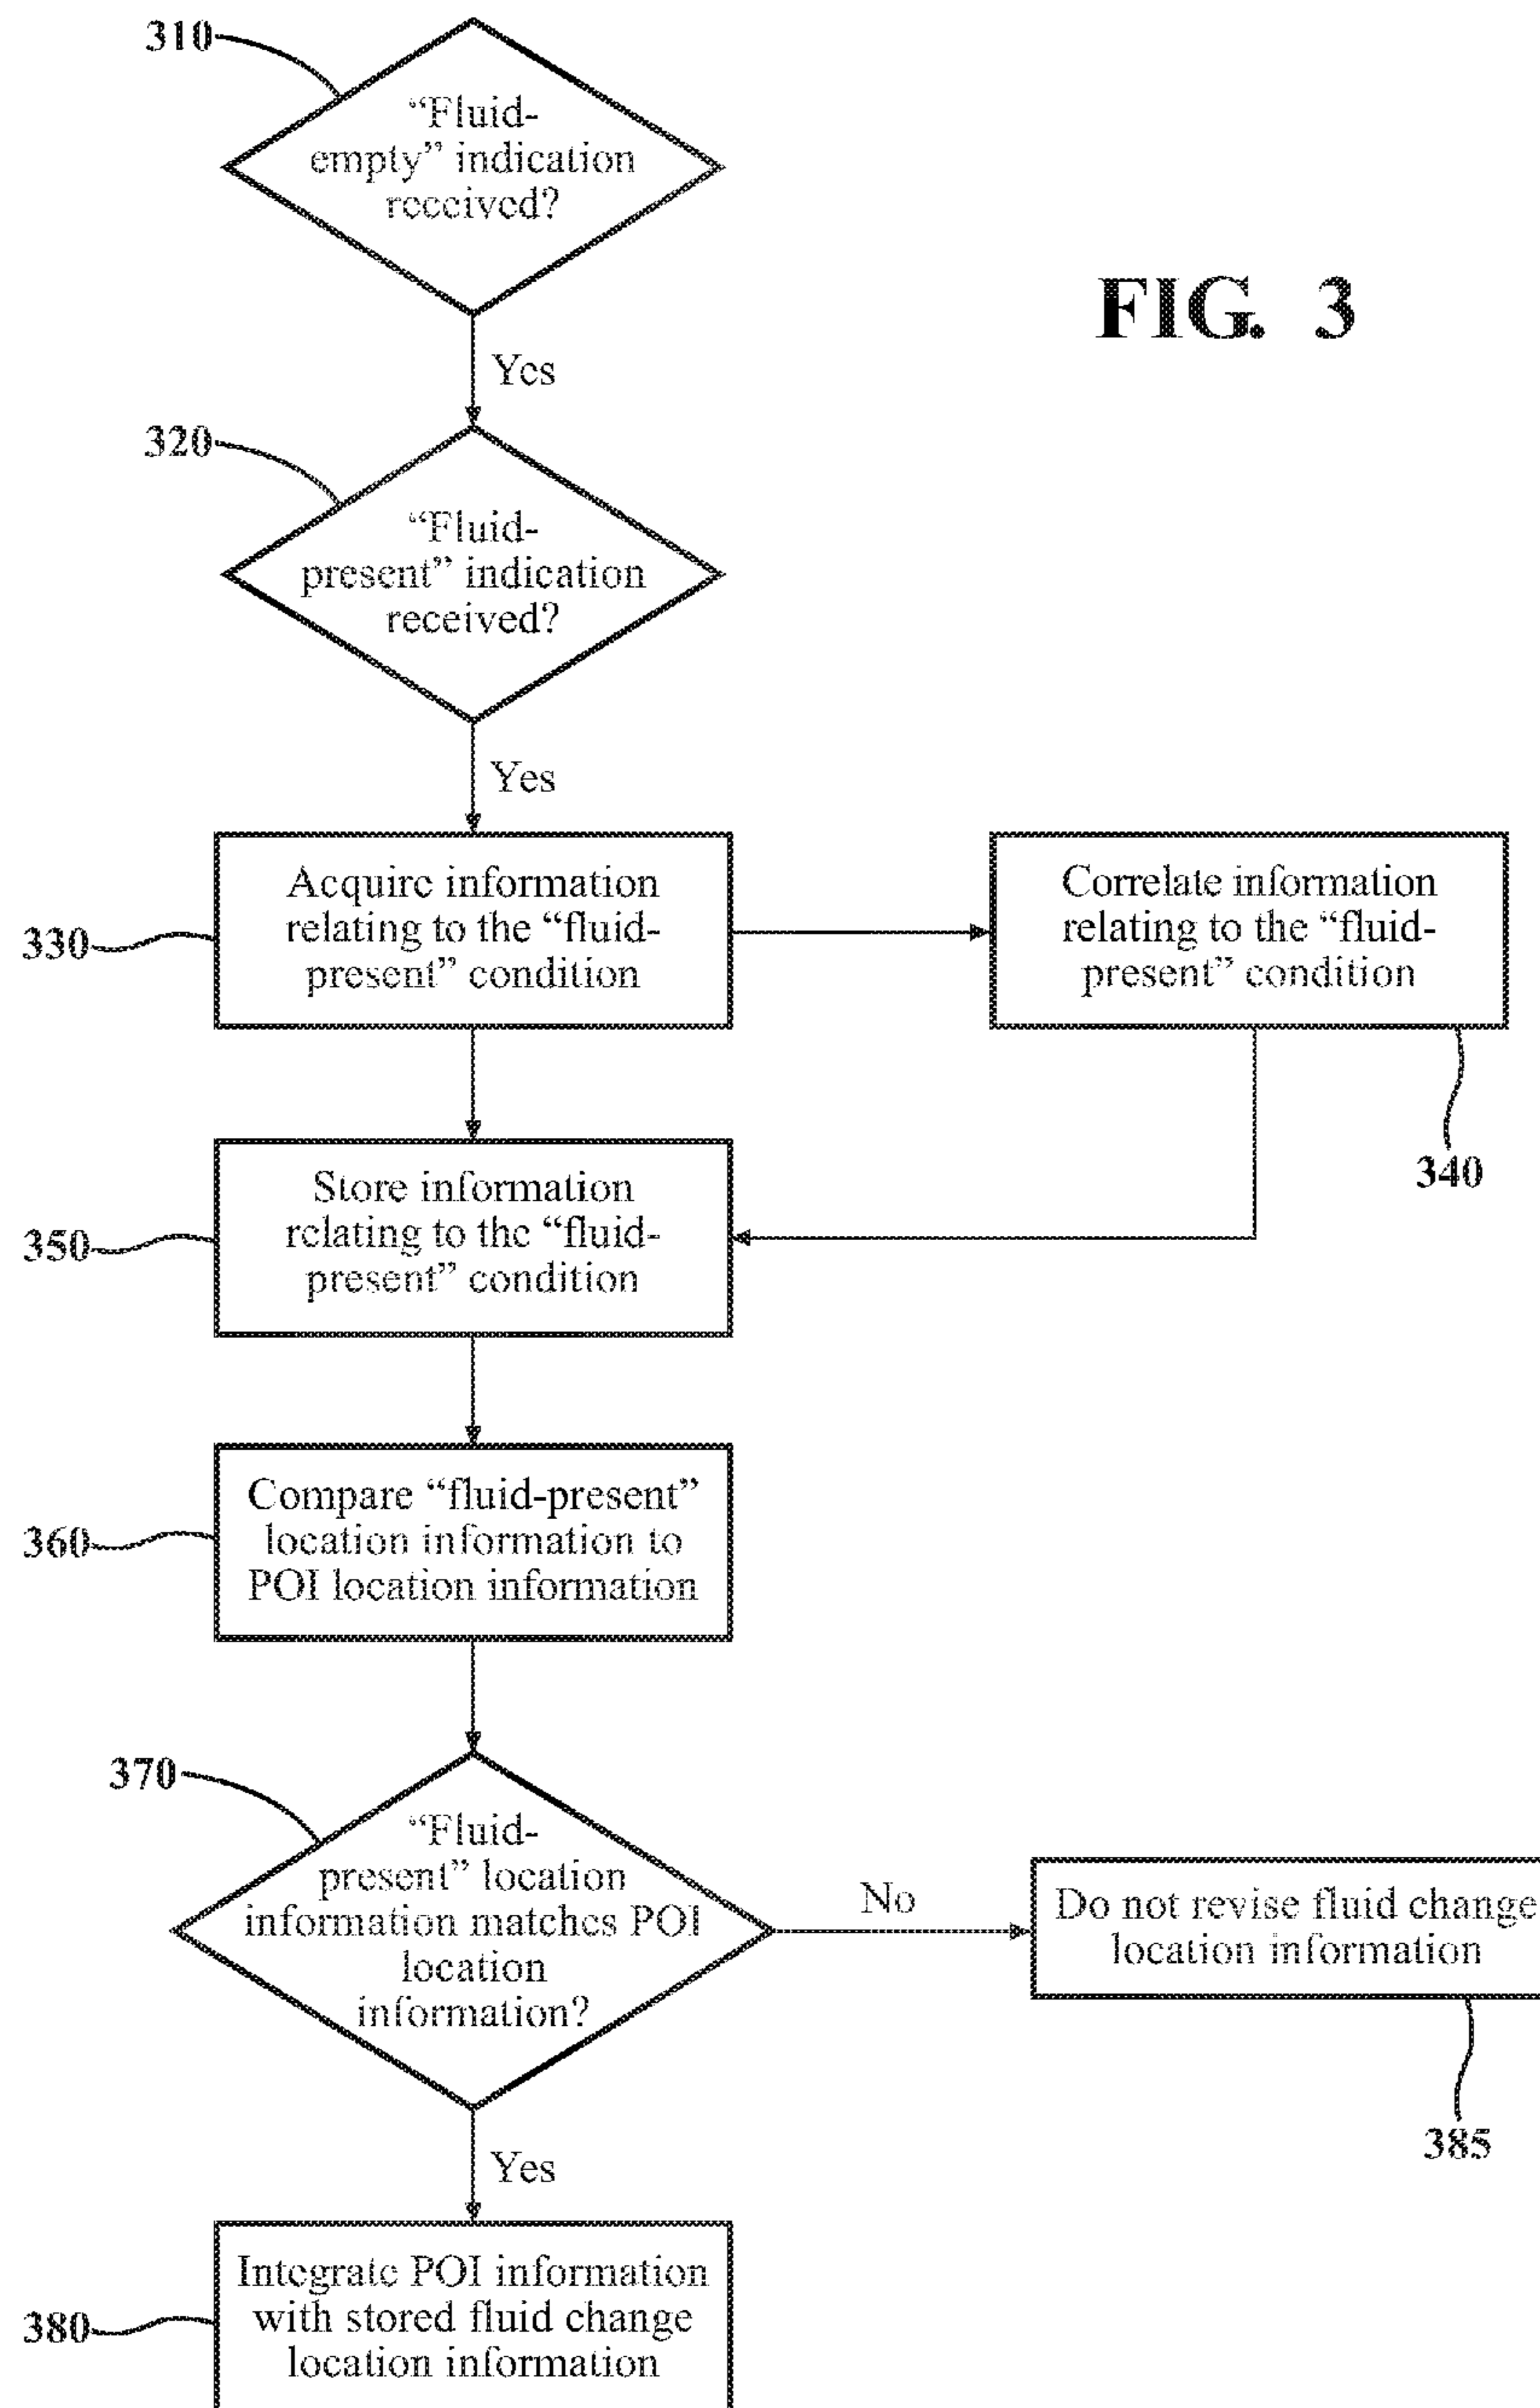 310
“Fluid-
empty” indication
received?
FIG. 3
Yes
320
“Fluid-
present” indication
received?
Yes
330
Acquire information
relating to the “fluid-
present” condition
Correlate information
relating to the “fluid-
present” condition
340
350
Store information
relating to the “fluid-
present” condition
360
Compare “fluid-present”
location information to
POI location information
370
“Fluid-
present” location
information matches POI
location
information?
No
Do not revise fluid change
location information
385
Yes
380
Integrate POI information
with stored fluid change
location information